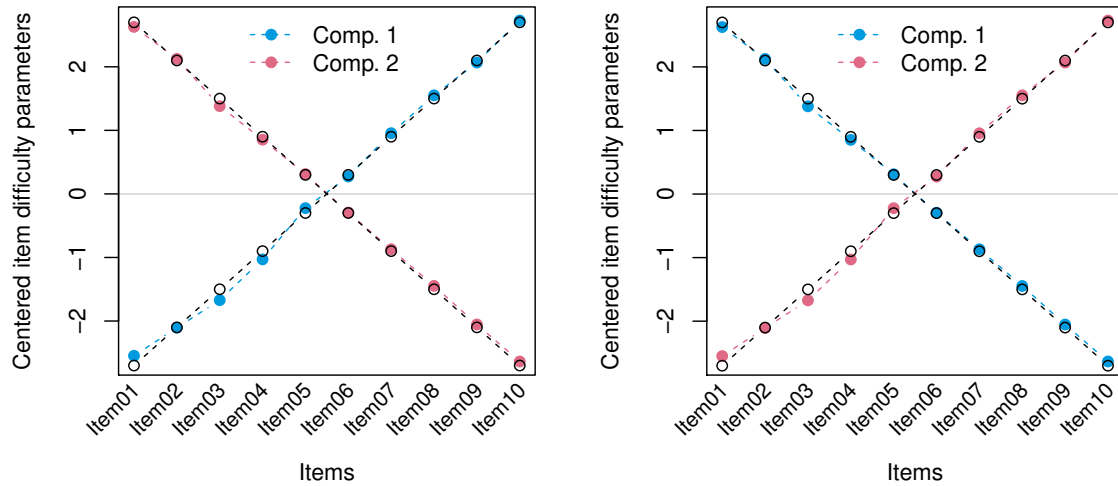 Centered item difficulty parameters
2
1
0
−1
−2
Comp. 1
Comp. 2
Item01
Item02
Item03
Item04
Item05
Item06
Item07
Item08
Item09
Item10
Items
Centered item difficulty parameters
2
1
0
−1
−2
Comp. 1
Comp. 2
Item01
Item02
Item03
Item04
Item05
Item06
Item07
Item08
Item09
Item10
Items